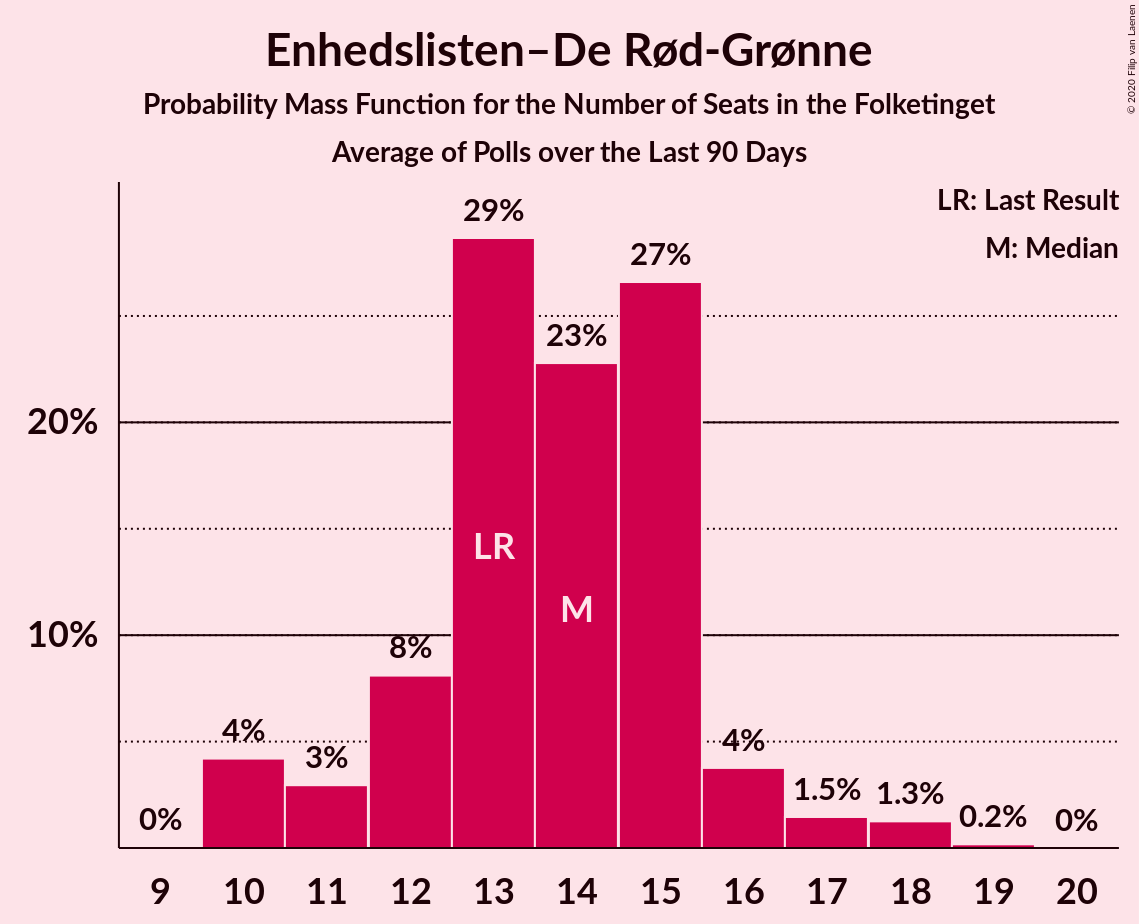 Enhedslisten–De Rød-Grønne
Probability Mass Function for the Number of Seats in the Folketinget
Average of Polls over the Last 90 Days
© 2020 Filip van Laenen
LR: Last Result
M: Median
29%
27%
23%
20%
LR
M
10%
8%
4%
3%
4%
1.5%
1.3%
0.2%
0%
0%
9 10 11 12 13 14 15 16 17 18 19 20